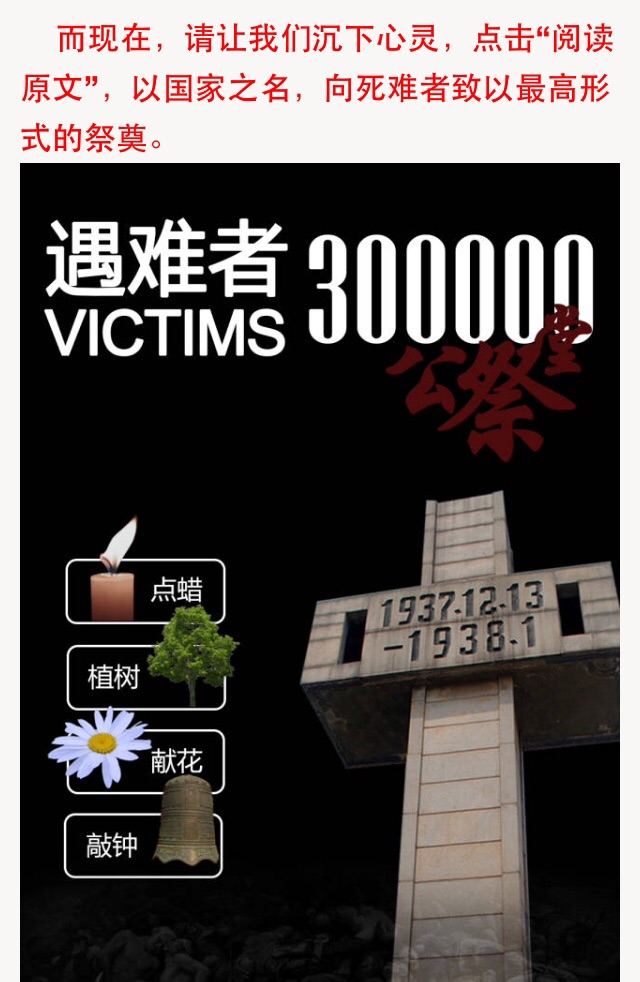 而现在，请让我们沉下心灵，点击“阅读
原文”，以国家之名，向死难者致以最高形
式的祭奠。
遇难者 300000
VICTIMS
公祭堂
点蜡
植树
献花
敲钟
1937.12.13
-1938.1